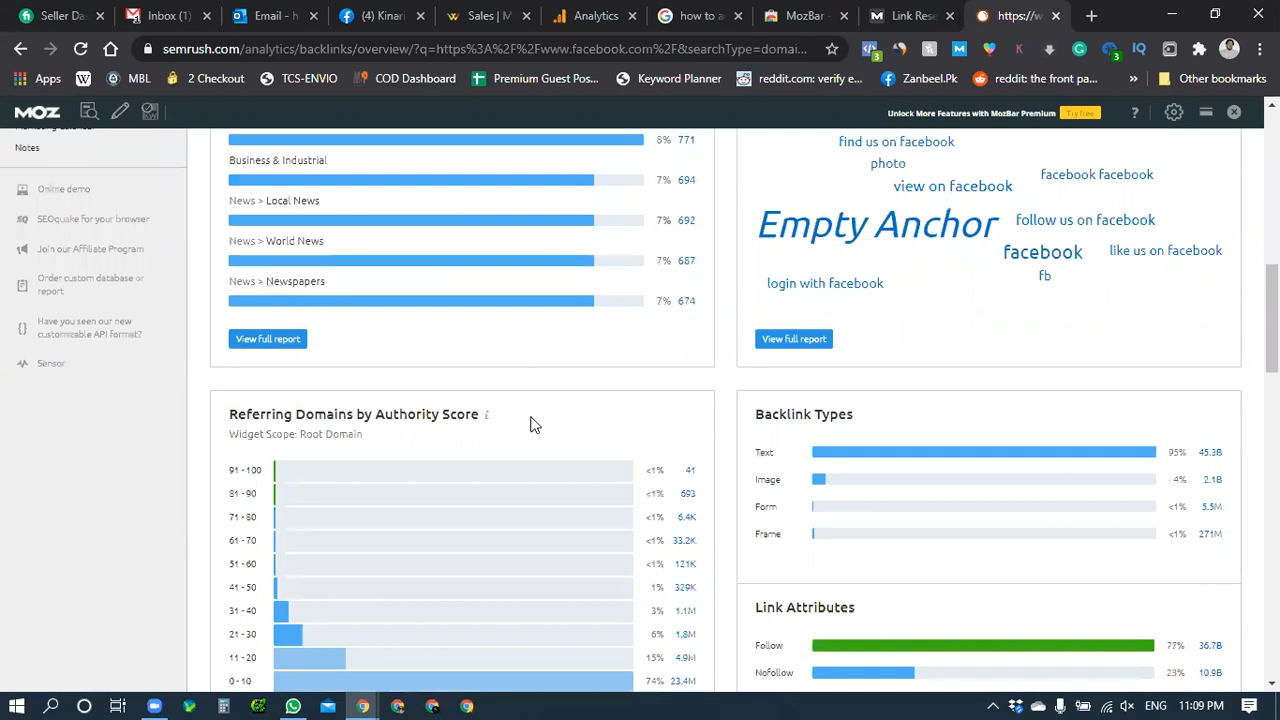 Seller Da
Inbox (1)
Email - h
(4) King
Sales | M
Analytics
how to a
MozBar -
Link Rese
https://w
semrush.com/analytics/backlinks/overview/?q=https%3A%2F%2Fwww.facebook.com%2F&searchType=domai...
Apps
MBL
2 Checkout
TCS-ENVIO
COD Dashboard
Premium Guest Pos...
Keyword Planner
reddit.com: verify e...
Zanbeel.Pk
reddit the front pa...
Other bookmarks
MOZ
Unlock More Features with MozBar Premium
Try free
Notes
Online demo
SEOquake for your browser
Join our Affiliate Program
Order custom database or
report
Have you seen our new
customizable API format?
Sensor
8% 771
Business & Industrial
7% 694
News > Local News
7% 692
News > World News
7% 687
News > Newspapers
7% 674
View full report
find us on facebook
photo
facebook facebook
view on facebook
Empty Anchor
follow us on facebook
facebook
like us on facebook
fb
login with facebook
View full report
Referring Domains by Authority Score
Widget Scope: Root Domain
91 - 100 <1% 41
81 - 90 <1% 693
71 - 80 <1% 6.4K
61 - 70 <1% 33.2K
51 - 60 <1% 121K
41 - 50 1% 329K
31 - 40 3% 1.1M
21 - 30 6% 1.8M
11 - 20 15% 4.9M
0 - 10 74% 23.4M
Backlink Types
Text 95% 45.3B
Image 4% 2.1B
Form <1% 5.5M
Frame <1% 271M
Link Attributes
Follow 77% 36.7B
Nofollow 23% 10.9B
11:09 PM